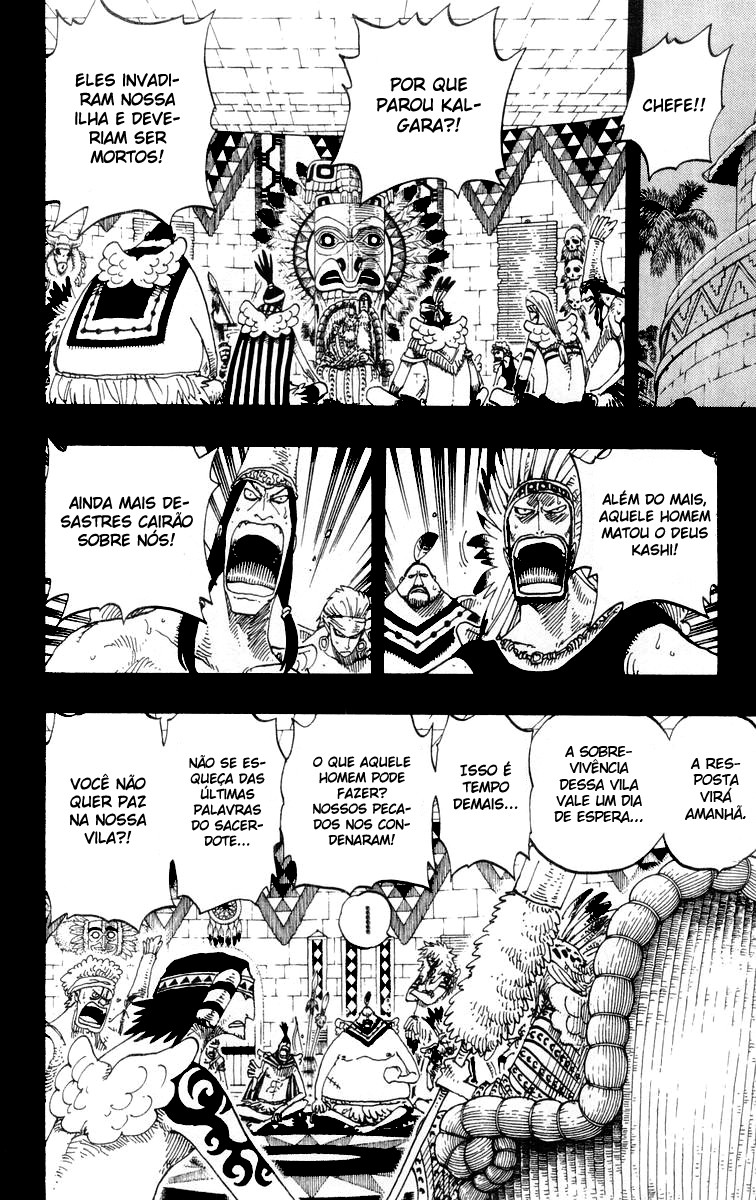 CHEFE!!
POR QUE
PAROU KAL-
GARA?!
ELES INVADI-
RAM NOSSA
ILHA E DEVE-
RIAM SER
MORTOS!
ALÉM DO MAIS,
AQUELE HOMEM
MATOU O DEUS
KASHI!
AINDA MAIS DE-
SASTRES CAIRÃO
SOBRE NÓS!
A RES-
POSTA
VIRÁ
AMANHÃ.
A SOBRE-
VIVÊNCIA
DESSA VILA
VALE UM DIA
DE ESPERA...
ISSO É
TEMPO
DEMAIS...
O QUE AQUELE
HOMEM PODE
FAZER?
NOSSOS PECA-
DOS NOS CON-
DENARAM!
NÃO SE ES-
QUEÇA DAS
ÚLTIMAS
PALAVRAS
DO SACER-
DOTE...
VOCÊ NÃO
QUER PAZ
NA NOSSA
VILA?!